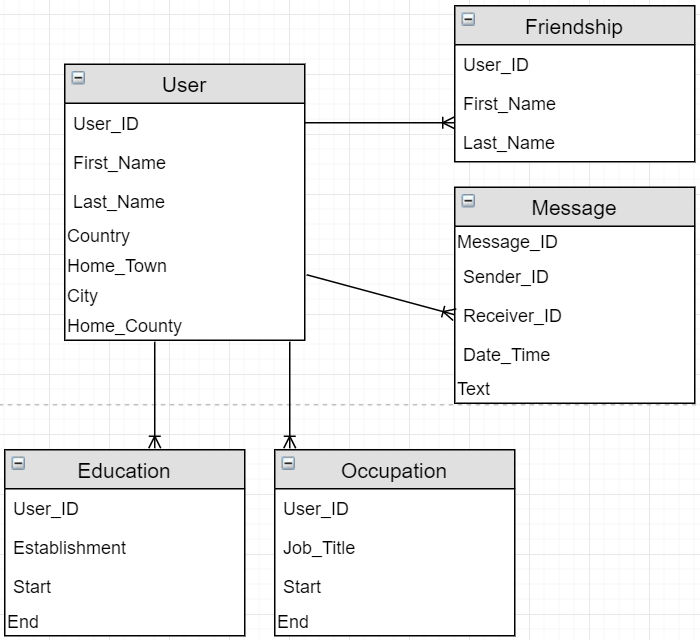 User
User_ID
First_Name
Last_Name
Country
Home_Town
City
Home_County
Friendship
User_ID
First_Name
Last_Name
Message
Message_ID
Sender_ID
Receiver_ID
Date_Time
Text
Education
User_ID
Establishment
Start
End
Occupation
User_ID
Job_Title
Start
End